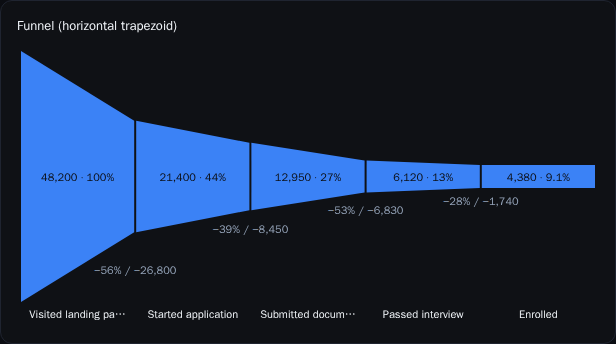 Funnel (horizontal trapezoid)
48,200 · 100%
21,400 · 44%
12,950 · 27%
6,120 · 13%
4,380 · 9.1%
−56% / −26,800
−39% / −8,450
−53% / −6,830
−28% / −1,740
Visited landing pa⋯
Started application
Submitted docum⋯
Passed interview
Enrolled